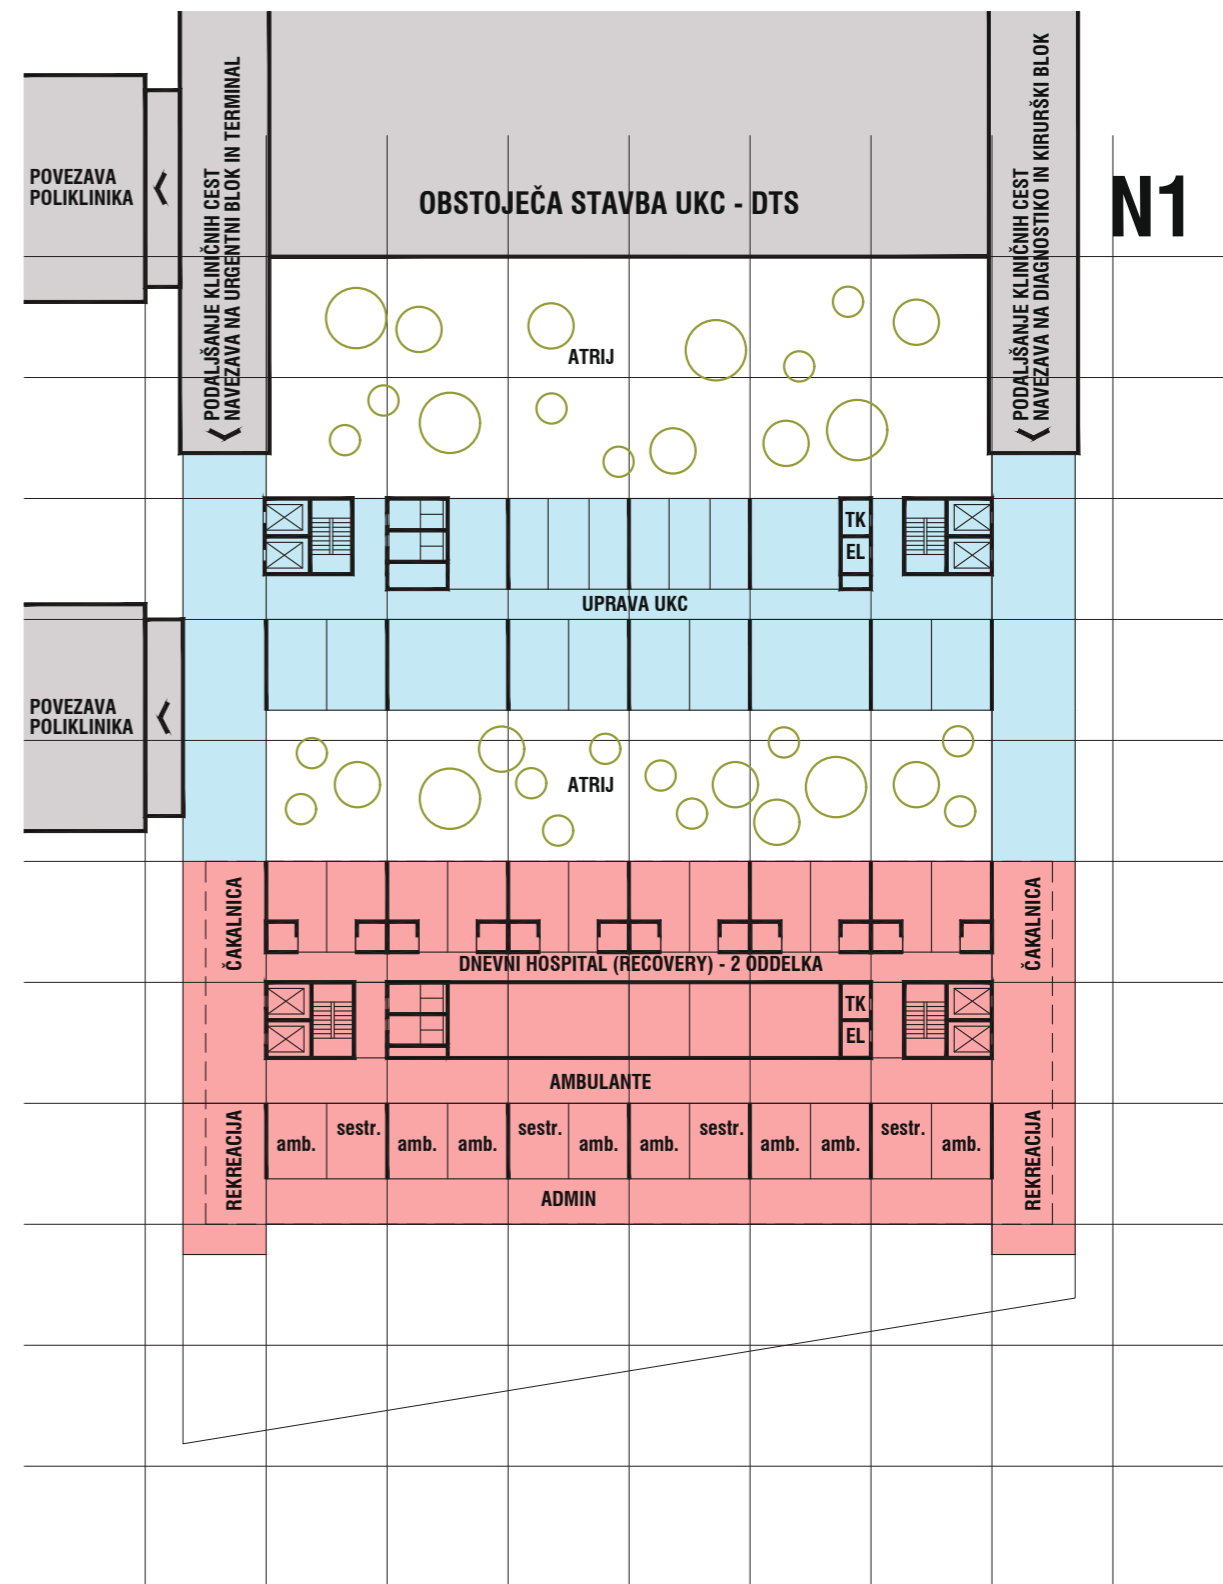 PODALJŠANJE KLINIČNIH CEST
NAVEZAVA NA URGENTNI BLOK IN TERMINAL
PODALJŠANJE KLINIČNIH CEST
NAVEZAVA NA DIAGNOSTIKO IN KIRURŠKI BLOK
POVEZAVA
POLIKLINIKA
OBSTOJEČA STAVBA UKC - DTS
N1
ATRIJ
TK
EL
UPRAVA UKC
POVEZAVA
POLIKLINIKA
ATRIJ
ČAKALNICA
ČAKALNICA
DNEVNI HOSPITAL (RECOVERY) - 2 ODDELKA
TK
EL
AMBULANTE
REKREACIJA
amb. sestr. amb. amb. sestr. amb. amb. sestr. amb. amb. sestr. amb.
REKREACIJA
ADMIN